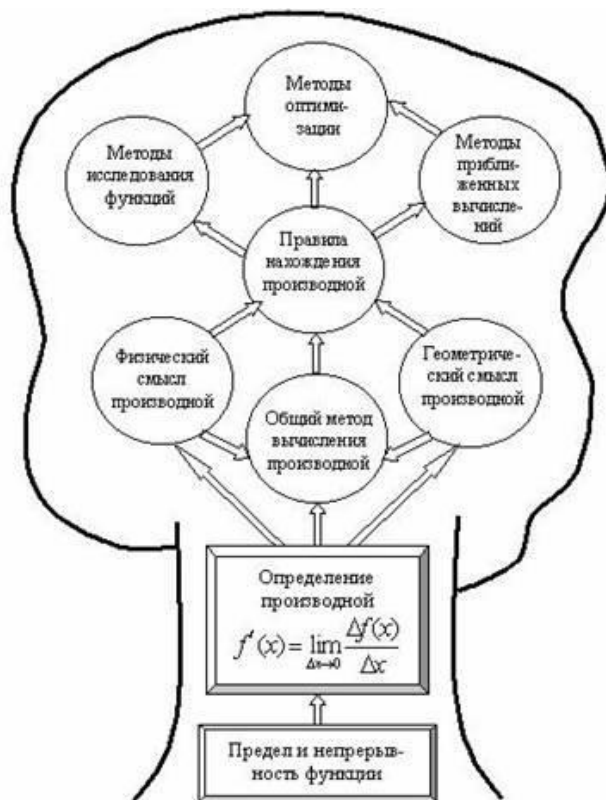 Методы
оптими-
зации
Методы
исследования
функций
Методы
прибли-
женных
вычисле-
ний
Правила
нахождения
производной
Физический
смысл
производной
Геометриче-
ский смысл
производной
Общий метод
вычисления
производной
Определение
производной
f'(x) = lim Δx→0 Δf(x)/Δx
Предел и непрерыв-
ность функции